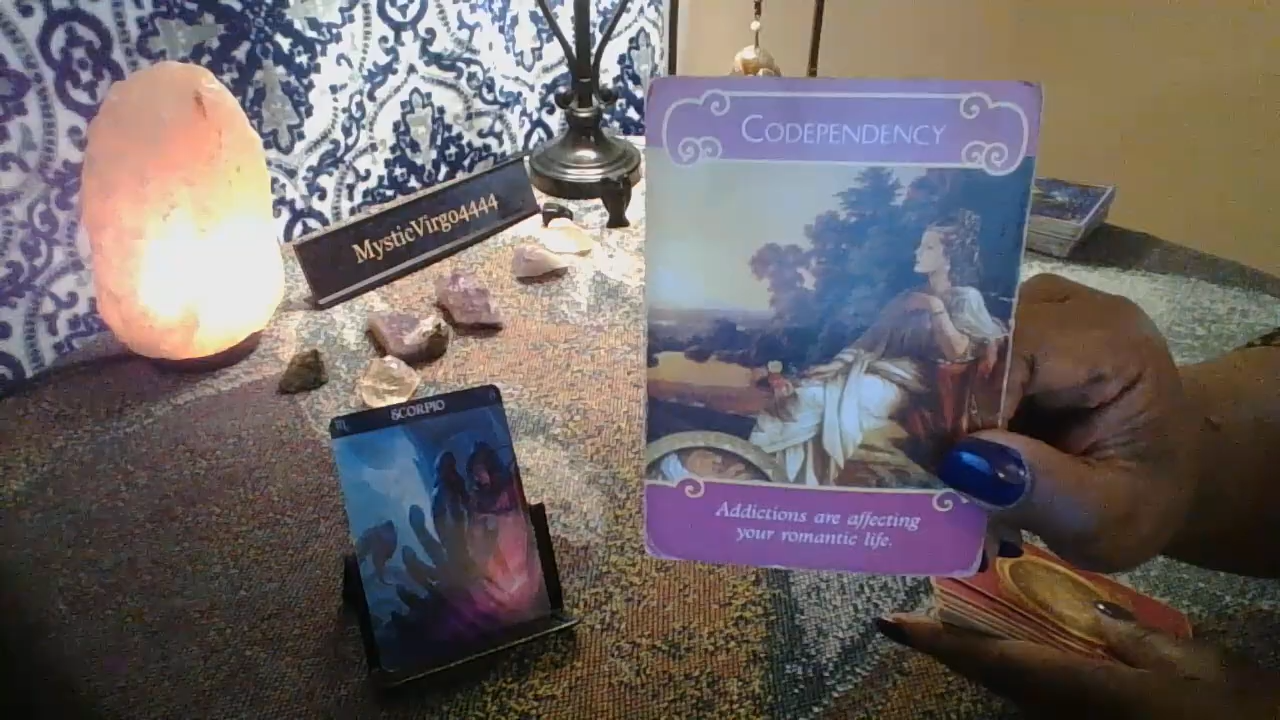 CODEPENDENCY
MysticVirgo4444
SCORPIO
Addictions are affecting
your romantic life.